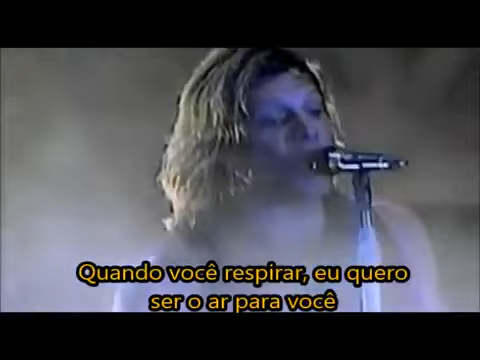 Quando você respirar, eu quero
ser o ar para você